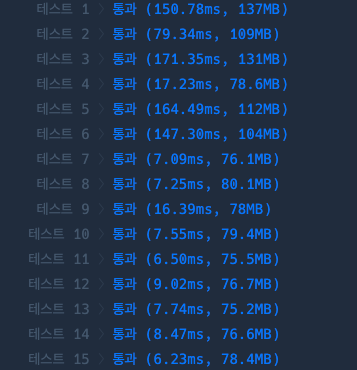 테스트 1 > 통과 (150.78ms, 137MB)
테스트 2 > 통과 (79.34ms, 109MB)
테스트 3 > 통과 (171.35ms, 131MB)
테스트 4 > 통과 (17.23ms, 78.6MB)
테스트 5 > 통과 (164.49ms, 112MB)
테스트 6 > 통과 (147.30ms, 104MB)
테스트 7 > 통과 (7.09ms, 76.1MB)
테스트 8 > 통과 (7.25ms, 80.1MB)
테스트 9 > 통과 (16.39ms, 78MB)
테스트 10 > 통과 (7.55ms, 79.4MB)
테스트 11 > 통과 (6.50ms, 75.5MB)
테스트 12 > 통과 (9.02ms, 76.7MB)
테스트 13 > 통과 (7.74ms, 75.2MB)
테스트 14 > 통과 (8.47ms, 76.6MB)
테스트 15 > 통과 (6.23ms, 78.4MB)